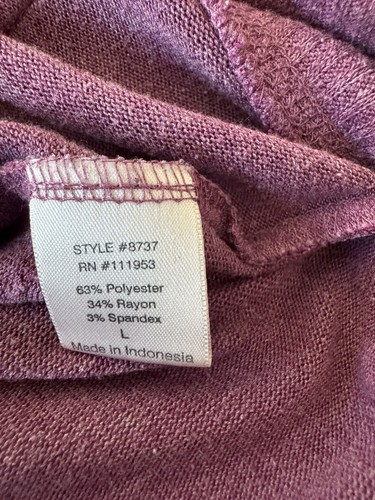 STYLE #8737
RN #111953
63% Polyester
34% Rayon
3% Spandex
L
Made in Indonesia